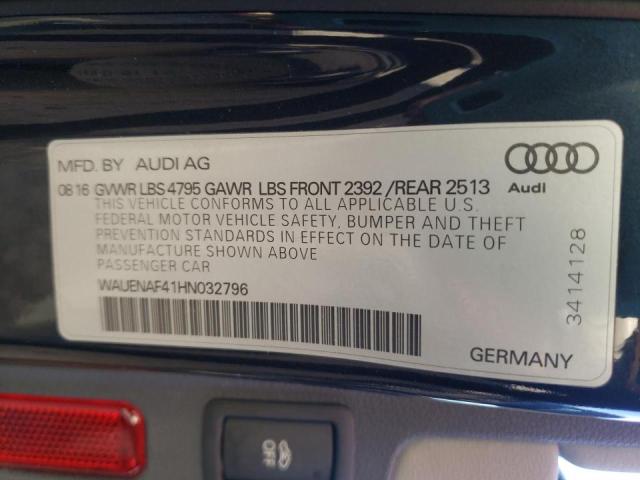 MFD. BY AUDI AG
Audi
08 16 GVWR LBS 4795 GAWR LBS FRONT 2392 /REAR 2513
THIS VEHICLE CONFORMS TO ALL APPLICABLE U.S.
FEDERAL MOTOR VEHICLE SAFETY, BUMPER AND THEFT
PREVENTION STANDARDS IN EFFECT ON THE DATE OF
MANUFACTURE SHOWN ABOVE
PASSENGER CAR
WAUENAF41HN032796
3414128
GERMANY
OFF